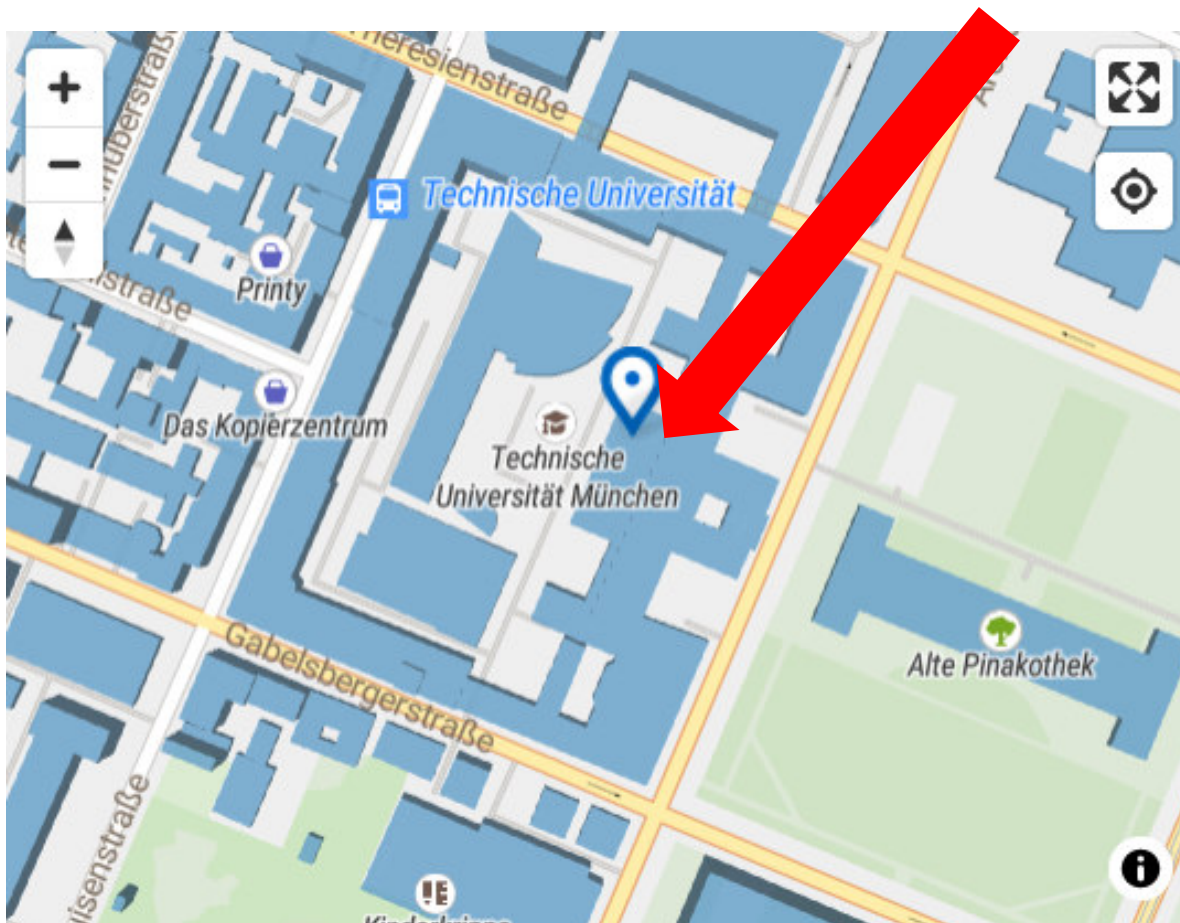 Theresienstraße
Technische Universität
Printy
Das Kopierzentrum
Technische
Universität München
Alte Pinakothek
Gabelsbergerstraße